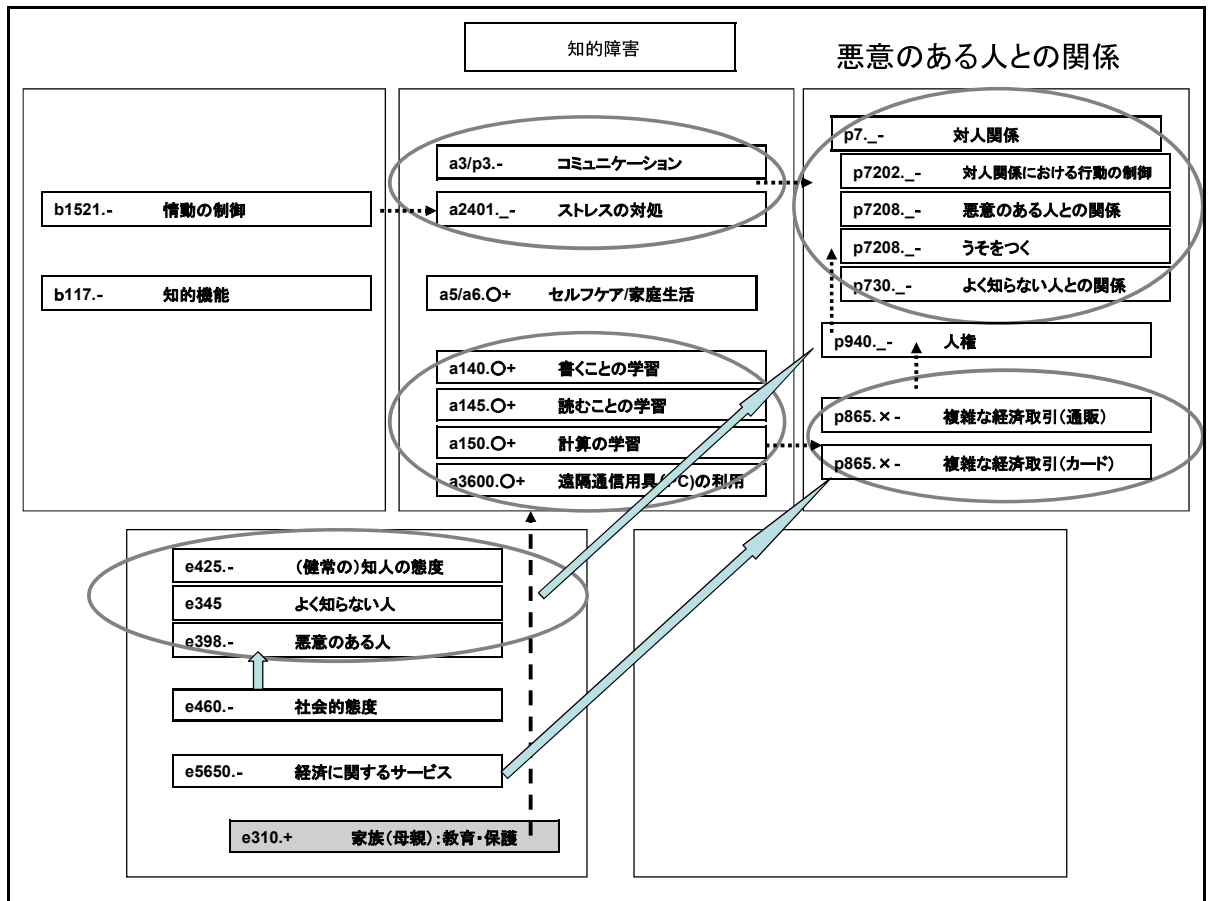 知的障害
悪意のある人との関係
b1521.- 情動の制御
b117.- 知的機能
a3/p3.- コミュニケーション
a2401._- ストレスの対処
a5/a6.〇+ セルフケア/家庭生活
a140.〇+ 書くことの学習
a145.〇+ 読むことの学習
a150.〇+ 計算の学習
a3600.〇+ 遠隔通信用具(PC)の利用
p7._- 対人関係
p7202._- 対人関係における行動の制御
p7208._- 悪意のある人との関係
p7208._- うそをつく
p730._- よく知らない人との関係
p940._- 人権
p865.×- 複雑な経済取引(通販)
p865.×- 複雑な経済取引(カード)
e425.- (健常の)知人の態度
e345 よく知らない人
e398.- 悪意のある人
e460.- 社会的態度
e5650.- 経済に関するサービス
e310.+ 家族(母親):教育・保護